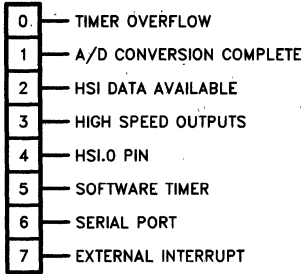 0 TIMER OVERFLOW
1 A/D CONVERSION COMPLETE
2 HSI DATA AVAILABLE
3 HIGH SPEED OUTPUTS
4 HSI.0 PIN
5 SOFTWARE TIMER
6 SERIAL PORT
7 EXTERNAL INTERRUPT